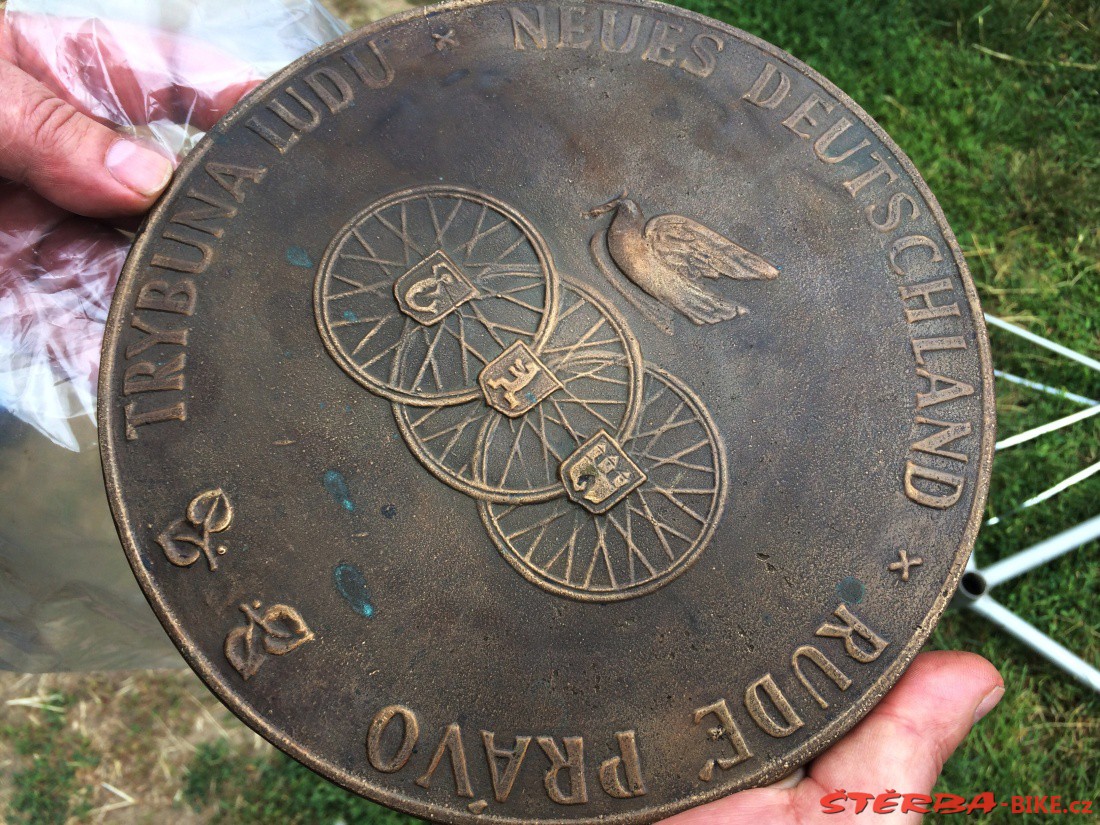 TRYBUNA LUDU × NEUES DEUTSCHLAND × RUDÉ PRÁVO
ŠTĚRBA-BIKE.cz